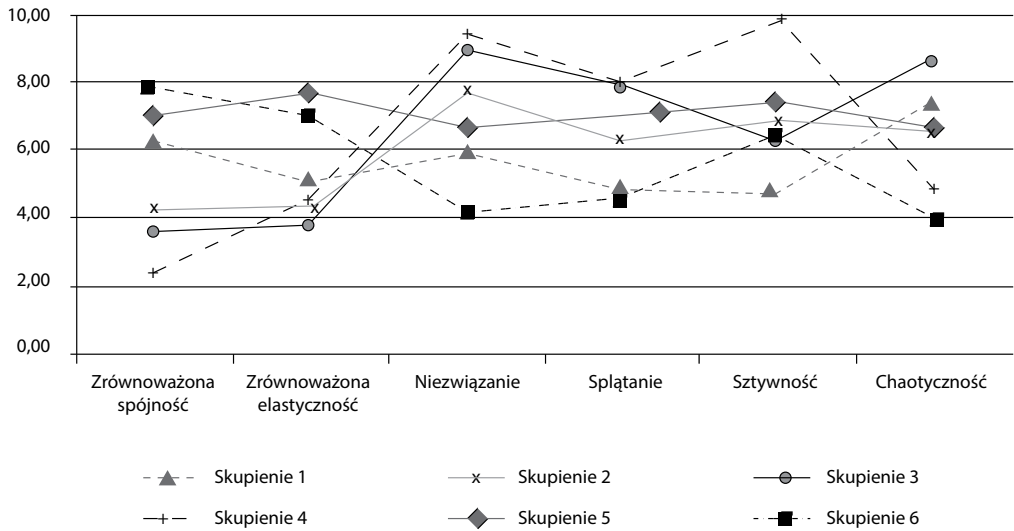 10,00
8,00
6,00
4,00
2,00
0,00
Zrównoważona spójność
Zrównoważona elastyczność
Niezwiązanie
Splątanie
Sztywność
Chaotyczność
Skupienie 1
Skupienie 2
Skupienie 3
Skupienie 4
Skupienie 5
Skupienie 6